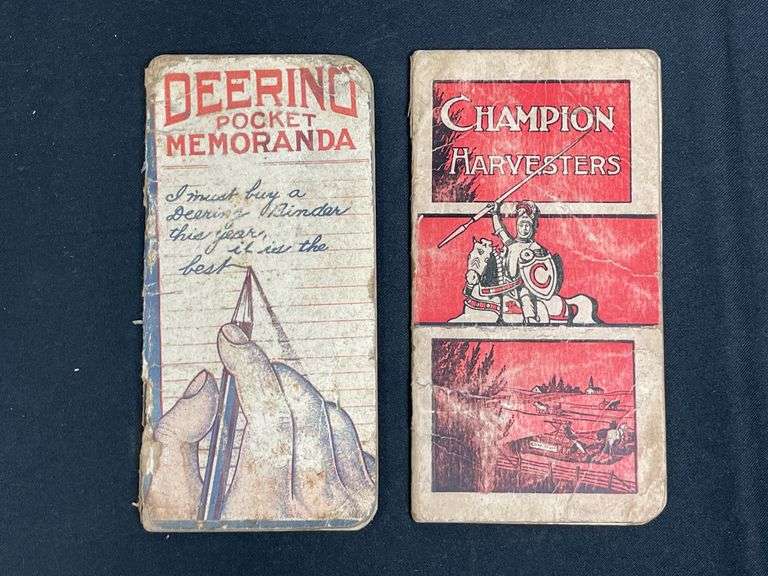 DEERING
POCKET
MEMORANDA
I must buy a
Deering Binder
this year,
it is the
best
CHAMPION
HARVESTERS
C